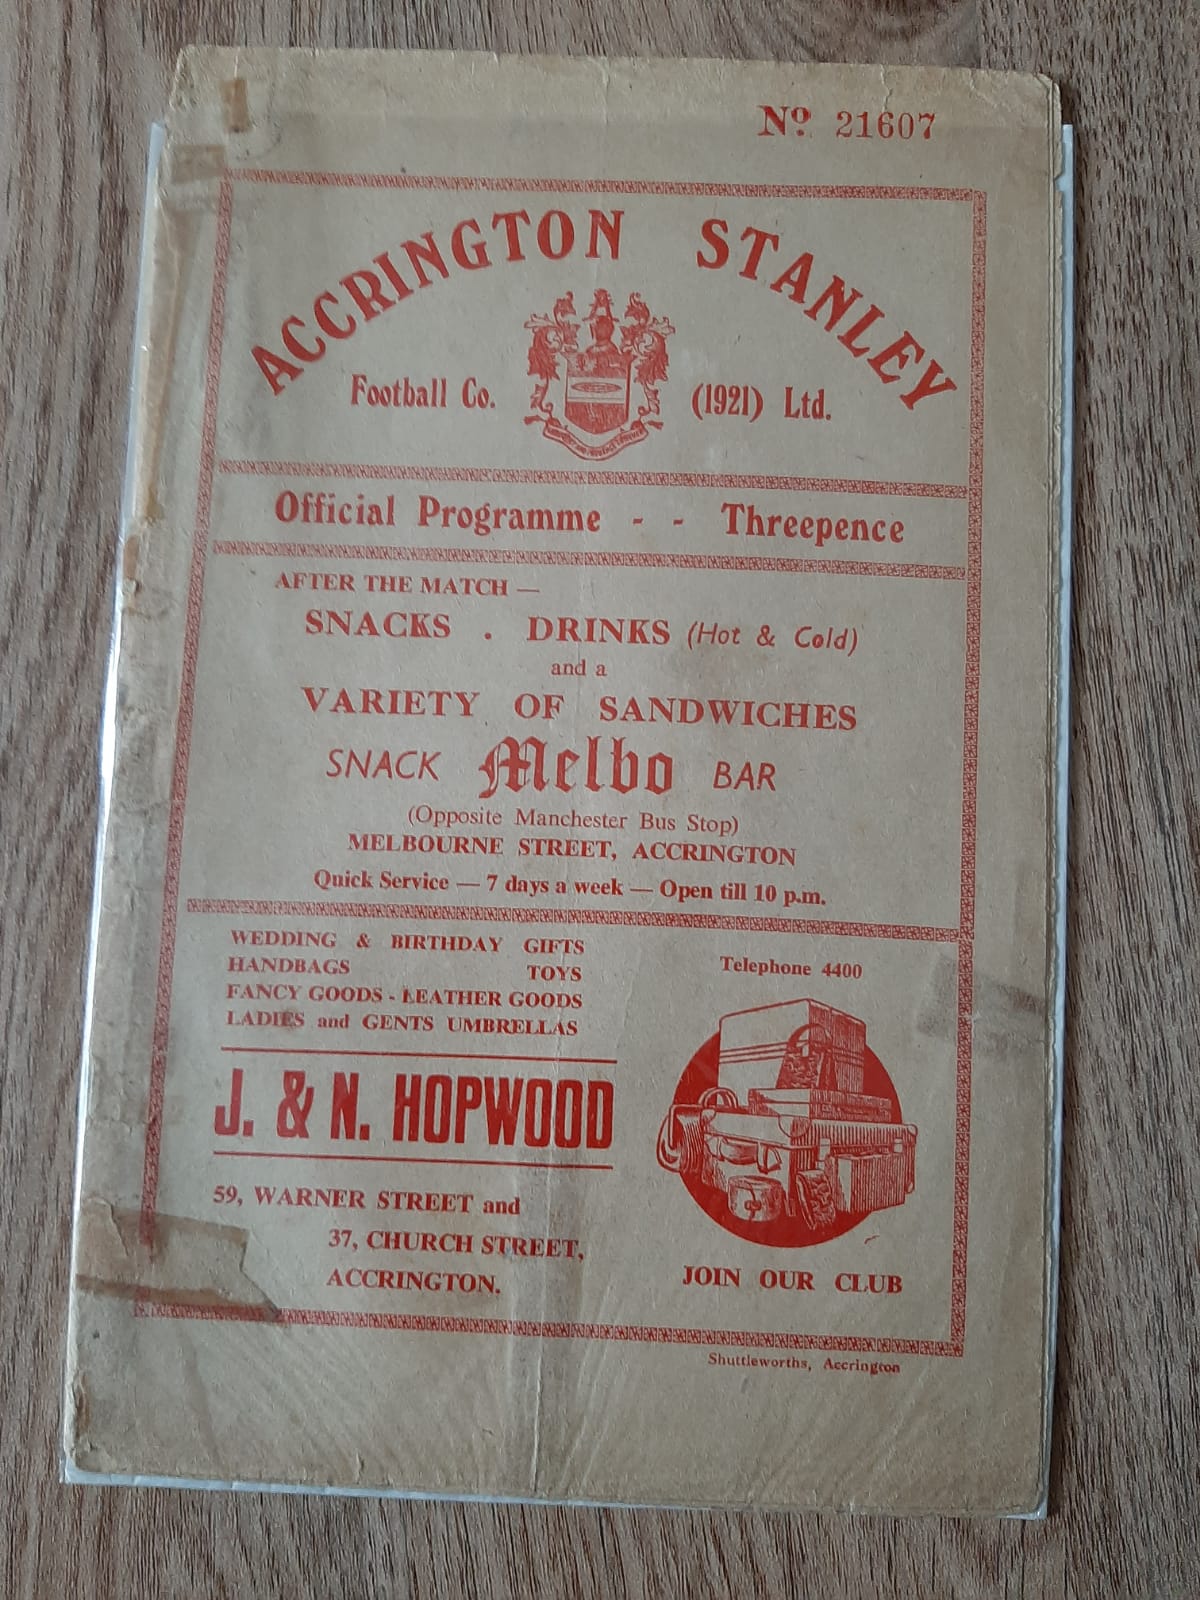 Nº 21607
ACCRINGTON STANLEY
Football Co. (1921) Ltd.
Official Programme - - Threepence
AFTER THE MATCH —
SNACKS . DRINKS (Hot & Cold)
and a
VARIETY OF SANDWICHES
SNACK Melbo BAR
(Opposite Manchester Bus Stop)
MELBOURNE STREET, ACCRINGTON
Quick Service — 7 days a week — Open till 10 p.m.
WEDDING & BIRTHDAY GIFTS
HANDBAGS TOYS
FANCY GOODS - LEATHER GOODS
LADIES and GENTS UMBRELLAS
J. & N. HOPWOOD
59, WARNER STREET and
37, CHURCH STREET,
ACCRINGTON.
Telephone 4400
JOIN OUR CLUB
Shuttleworths, Accrington